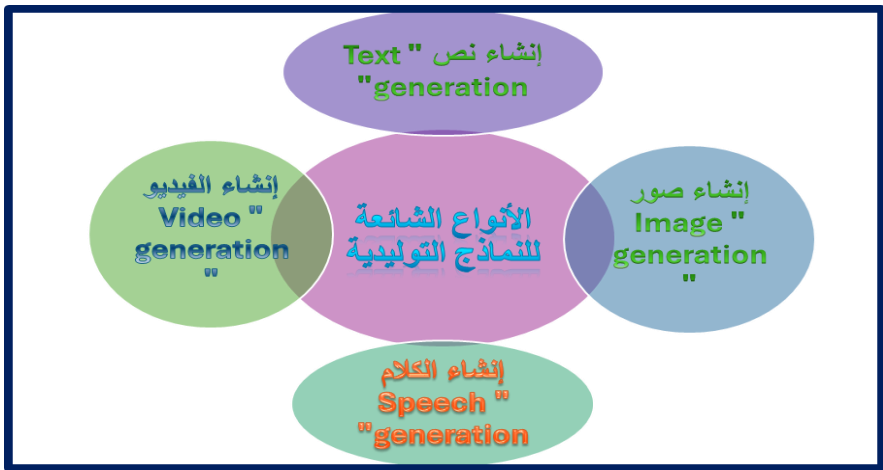 إنشاء نص "Text
generation"
إنشاء صور
"Image
generation
"
الأنواع الشائعة
للنماذج التوليدية
إنشاء الفيديو
"Video
generation
"
إنشاء الكلام
"Speech
generation"